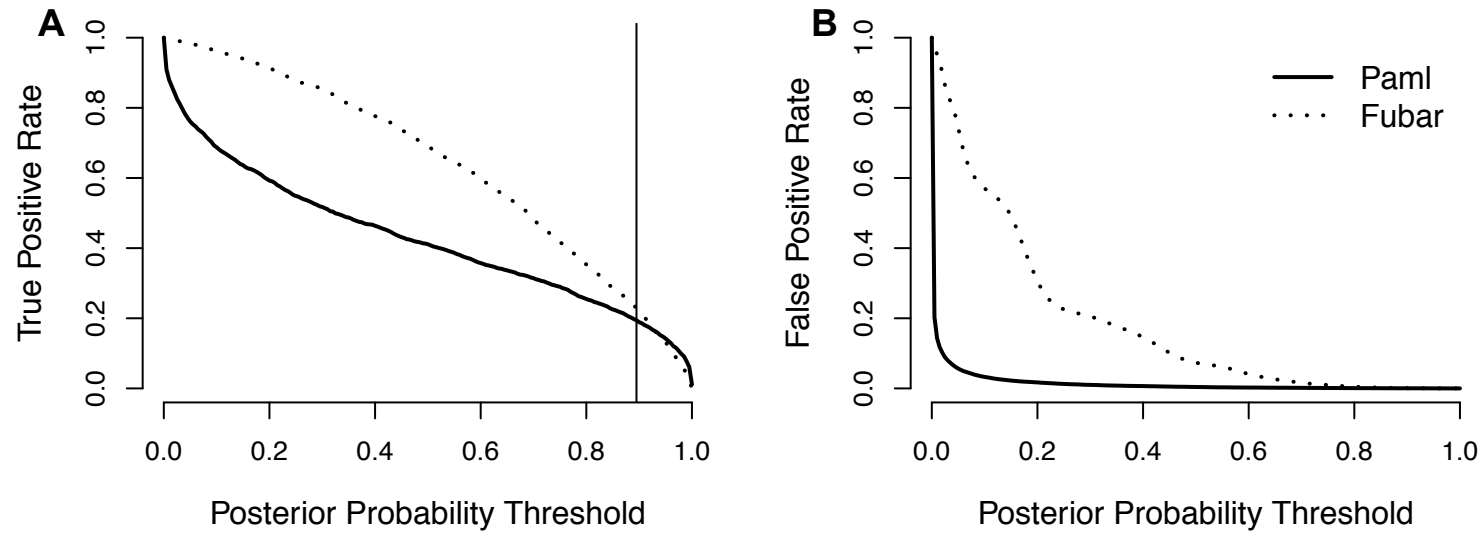 A
True Positive Rate
1.0
0.8
0.6
0.4
0.2
0.0
0.0 0.2 0.4 0.6 0.8 1.0
Posterior Probability Threshold
B
False Positive Rate
1.0
0.8
0.6
0.4
0.2
0.0
Paml
Fubar
0.0 0.2 0.4 0.6 0.8 1.0
Posterior Probability Threshold